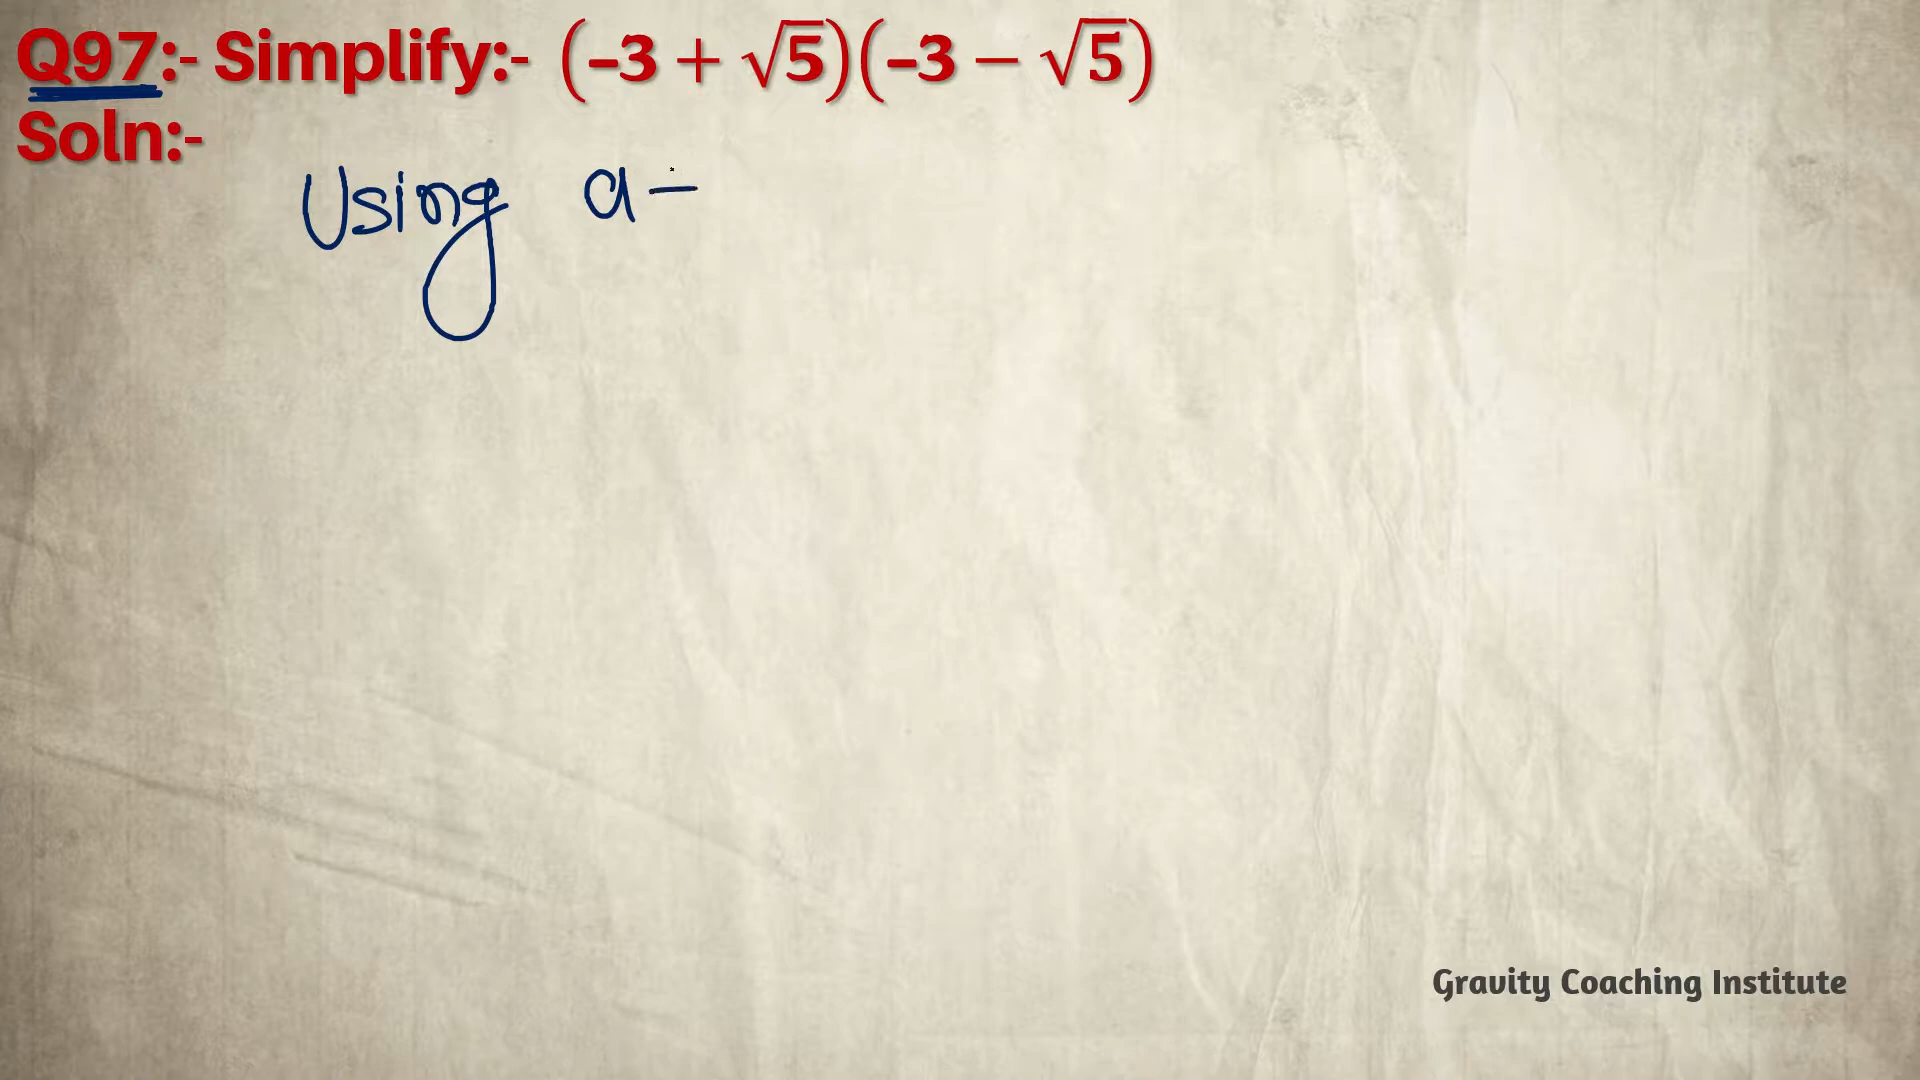 Q97:- Simplify:- (–3 + √5)(–3 − √5)
Soln:-
Using a -
Gravity Coaching Institute